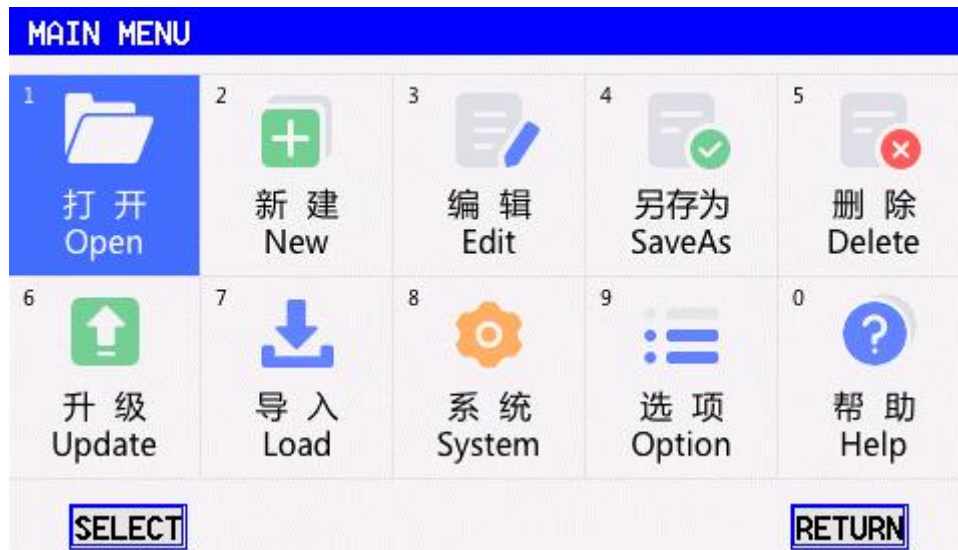 MAIN MENU
1 2 3 4 5
打 开 新 建 编 辑 另存为 删 除
Open New Edit SaveAs Delete
6 7 8 9 0
升 级 导 入 系 统 选 项 帮 助
Update Load System Option Help
SELECT RETURN